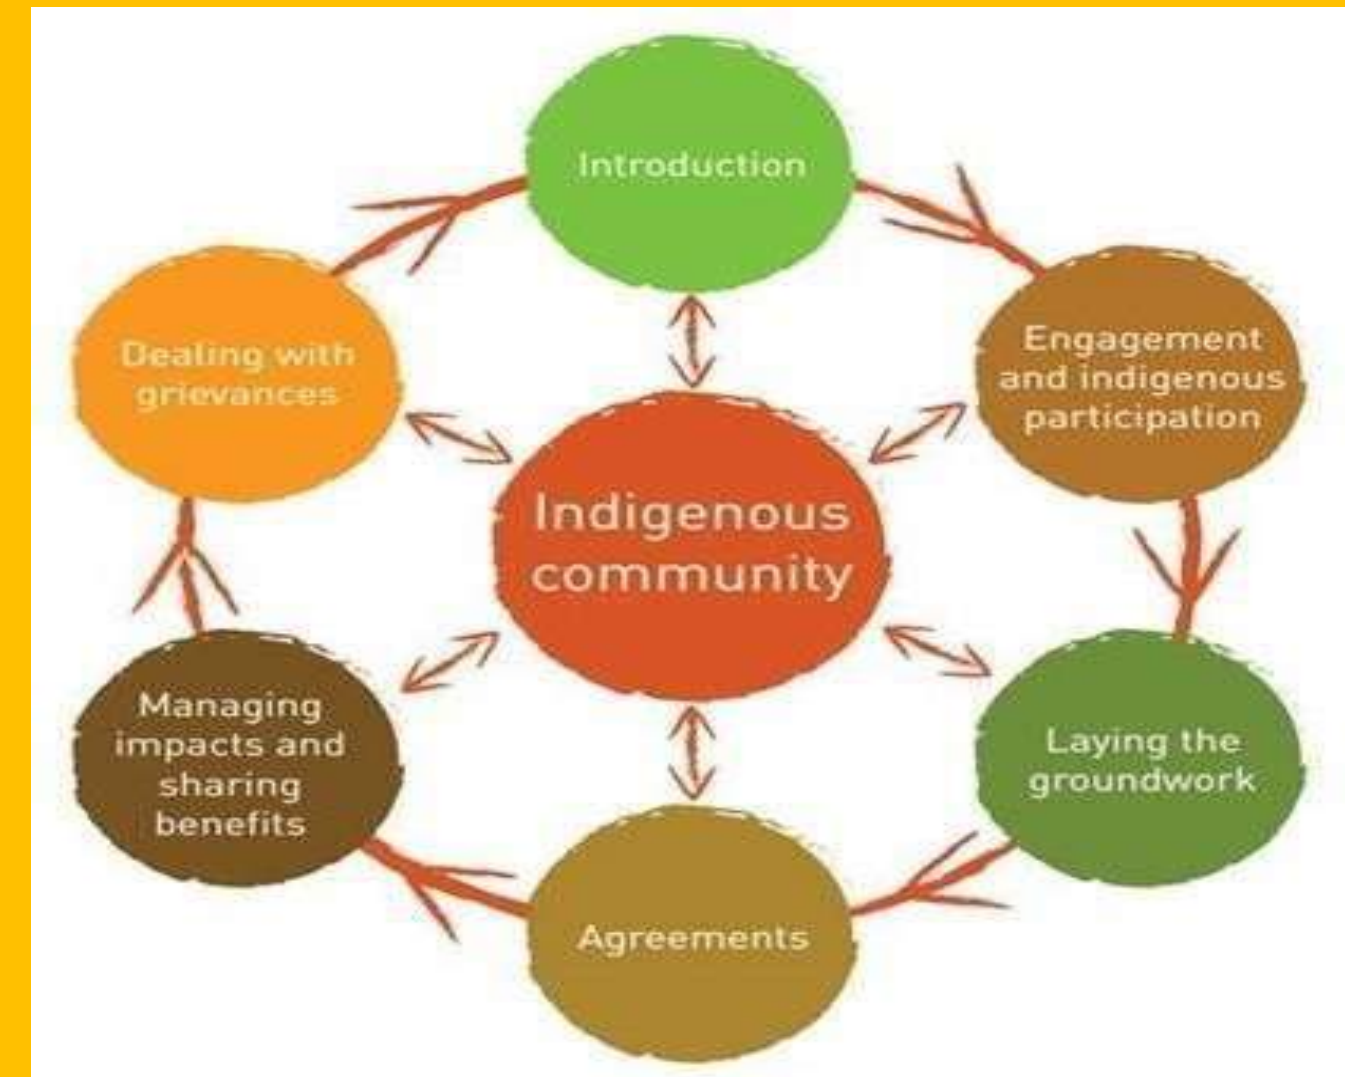 Introduction
Engagement
and indigenous
participation
Laying the
groundwork
Agreements
Managing
impacts and
sharing
benefits
Dealing with
grievances
Indigenous
community